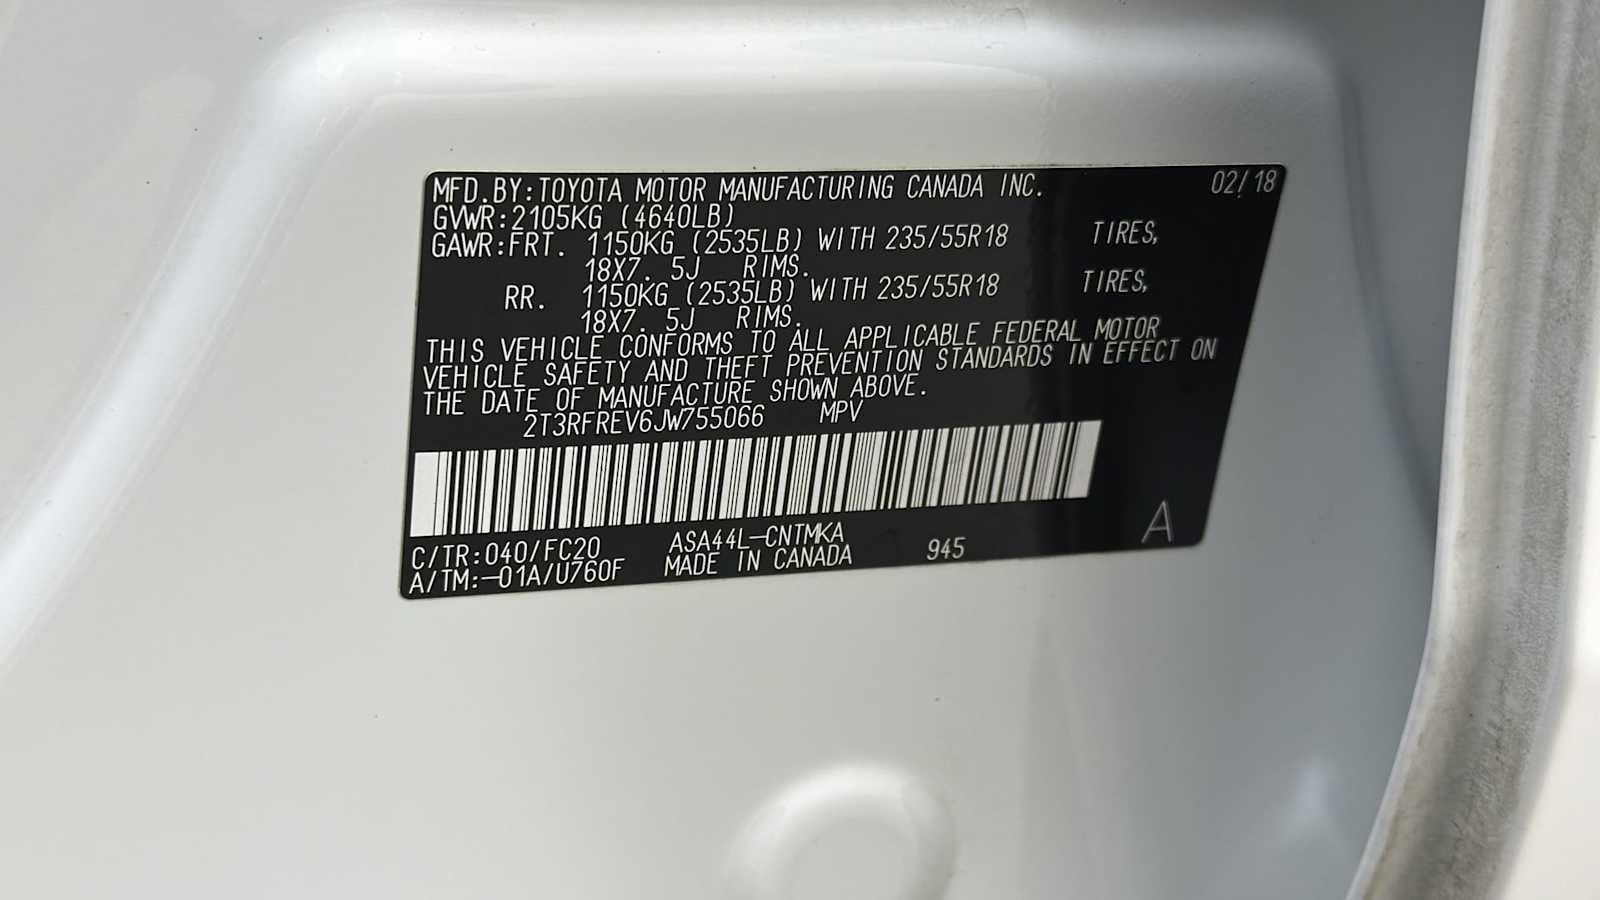 MFD.BY:TOYOTA MOTOR MANUFACTURING CANADA INC. 02/18
GVWR:2105KG (4640LB)
GAWR:FRT. 1150KG (2535LB) WITH 235/55R18 TIRES,
18X7. 5J RIMS.
RR. 1150KG (2535LB) WITH 235/55R18 TIRES,
18X7. 5J RIMS.
THIS VEHICLE CONFORMS TO ALL APPLICABLE FEDERAL MOTOR
VEHICLE SAFETY AND THEFT PREVENTION STANDARDS IN EFFECT ON
THE DATE OF MANUFACTURE SHOWN ABOVE.
2T3RFREV6JW755066 MPV
C/TR:040/FC20 ASA44L-CNTMKA 945 A
A/TM:-01A/U760F MADE IN CANADA